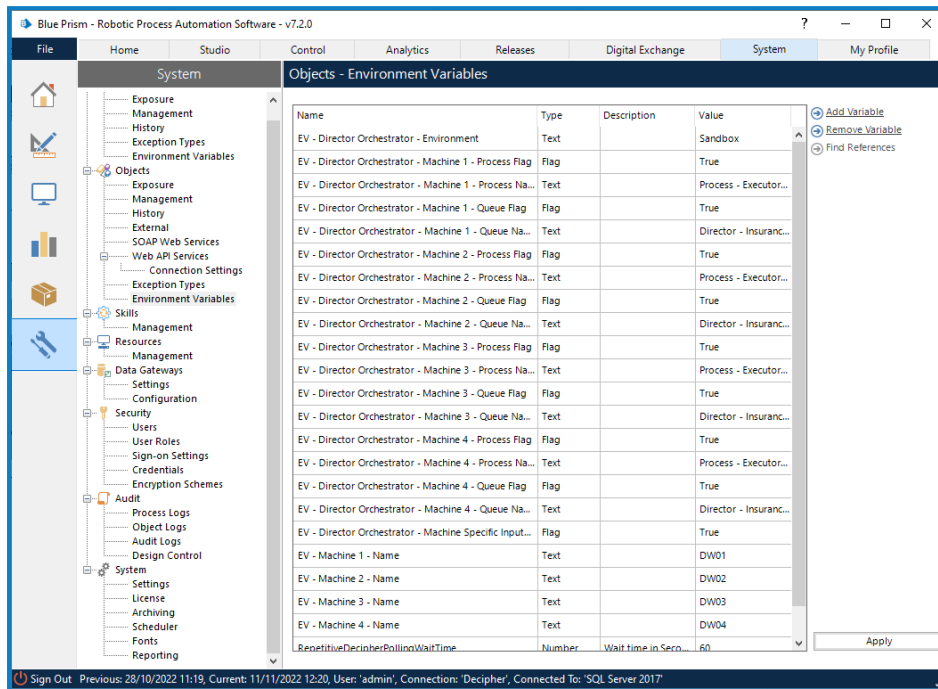 Blue Prism - Robotic Process Automation Software - v7.2.0 ?
File Home Studio Control Analytics Releases Digital Exchange System My Profile
System
Exposure
Management
History
Exception Types
Environment Variables
Objects
Exposure
Management
History
External
SOAP Web Services
Web API Services
Connection Settings
Exception Types
Environment Variables
Skills
Management
Resources
Management
Data Gateways
Settings
Configuration
Security
Users
User Roles
Sign-on Settings
Credentials
Encryption Schemes
Audit
Process Logs
Object Logs
Audit Logs
Design Control
System
Settings
License
Archiving
Scheduler
Fonts
Reporting
Objects - Environment Variables
Name Type Description Value
EV - Director Orchestrator - Environment Text Sandbox
EV - Director Orchestrator - Machine 1 - Process Flag Flag True
EV - Director Orchestrator - Machine 1 - Process Na... Text Process - Executor...
EV - Director Orchestrator - Machine 1 - Queue Flag Flag True
EV - Director Orchestrator - Machine 1 - Queue Na... Text Director - Insuranc...
EV - Director Orchestrator - Machine 2 - Process Flag Flag True
EV - Director Orchestrator - Machine 2 - Process Na... Text Process - Executor...
EV - Director Orchestrator - Machine 2 - Queue Flag Flag True
EV - Director Orchestrator - Machine 2 - Queue Na... Text Director - Insuranc...
EV - Director Orchestrator - Machine 3 - Process Flag Flag True
EV - Director Orchestrator - Machine 3 - Process Na... Text Process - Executor...
EV - Director Orchestrator - Machine 3 - Queue Flag Flag True
EV - Director Orchestrator - Machine 3 - Queue Na... Text Director - Insuranc...
EV - Director Orchestrator - Machine 4 - Process Flag Flag True
EV - Director Orchestrator - Machine 4 - Process Na... Text Process - Executor...
EV - Director Orchestrator - Machine 4 - Queue Flag Flag True
EV - Director Orchestrator - Machine 4 - Queue Na... Text Director - Insuranc...
EV - Director Orchestrator - Machine Specific Input... Flag True
EV - Machine 1 - Name Text DW01
EV - Machine 2 - Name Text DW02
EV - Machine 3 - Name Text DW03
EV - Machine 4 - Name Text DW04
RepetitiveDecipherPollingWaitTime Number Wait time in Seco... 60
Add Variable
Remove Variable
Find References
Apply
Sign Out Previous: 28/10/2022 11:19, Current: 11/11/2022 12:20, User: 'admin', Connection: 'Decipher', Connected To: 'SQL Server 2017'